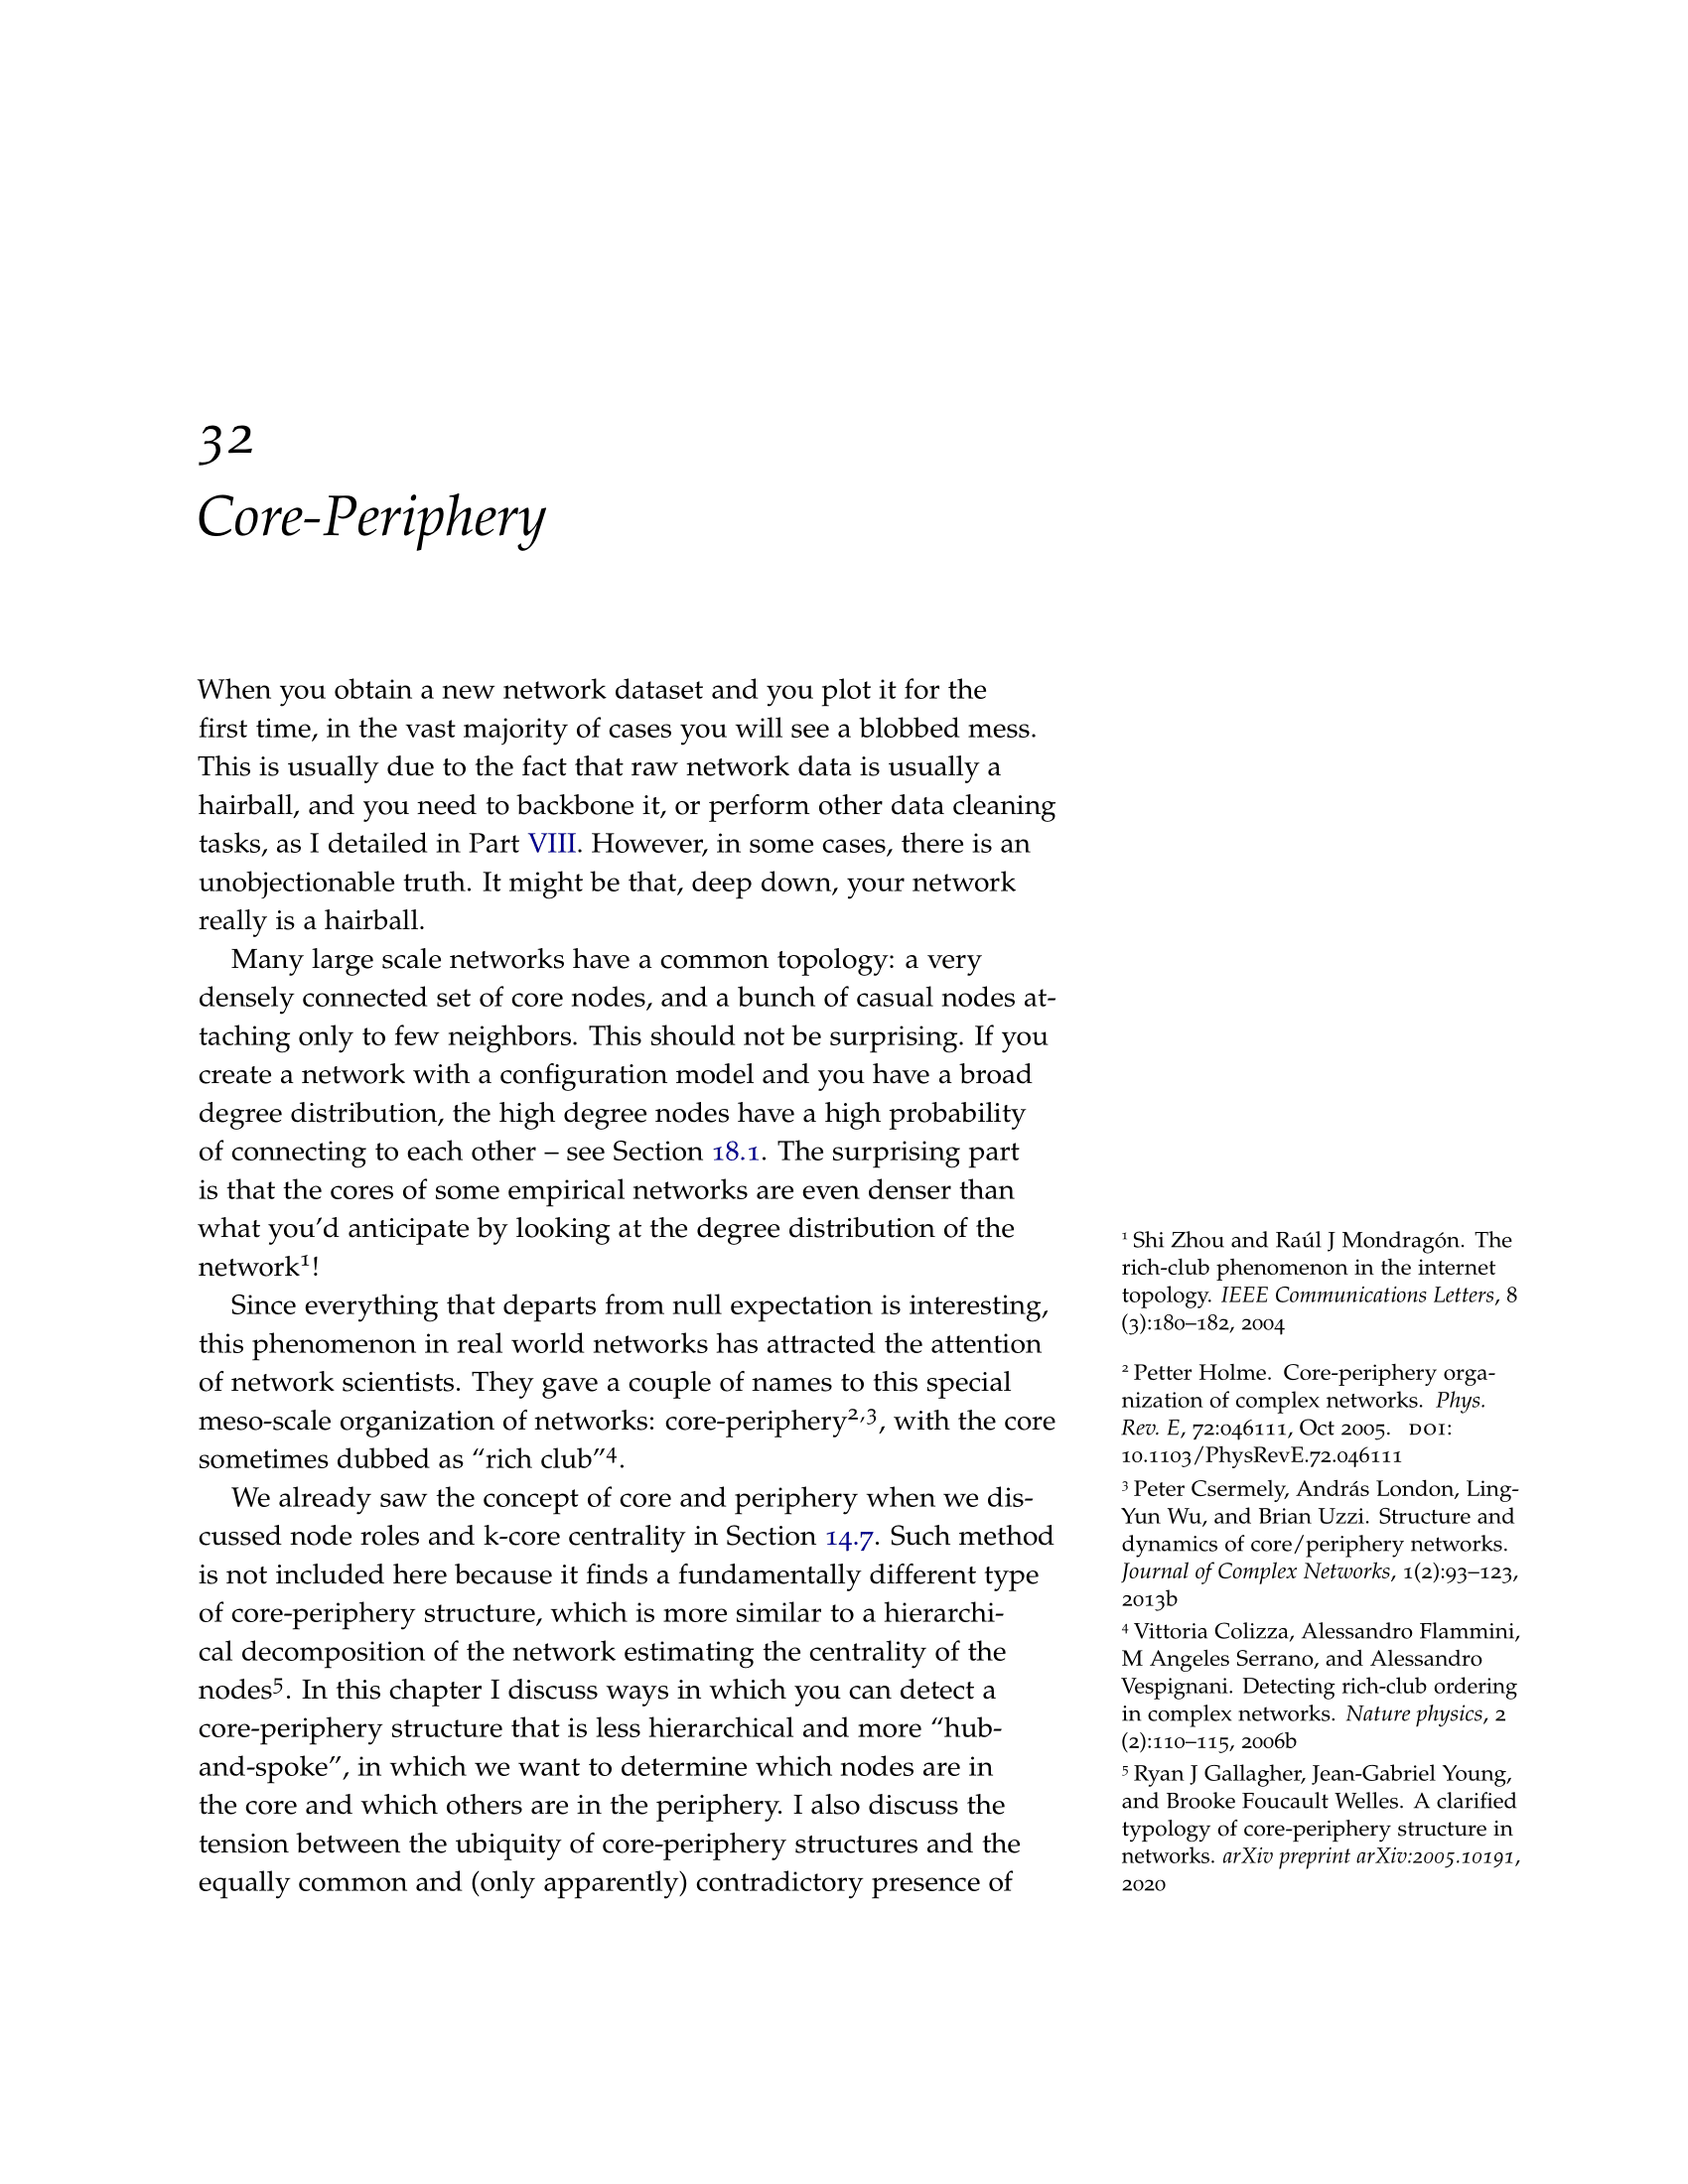 32
Core-Periphery
When you obtain a new network dataset and you plot it for the
first time, in the vast majority of cases you will see a blobbed mess.
This is usually due to the fact that raw network data is usually a
hairball, and you need to backbone it, or perform other data cleaning
tasks, as I detailed in Part VIII. However, in some cases, there is an
unobjectionable truth. It might be that, deep down, your network
really is a hairball.
Many large scale networks have a common topology: a very
densely connected set of core nodes, and a bunch of casual nodes at-
taching only to few neighbors. This should not be surprising. If you
create a network with a configuration model and you have a broad
degree distribution, the high degree nodes have a high probability
of connecting to each other – see Section 18.1. The surprising part
is that the cores of some empirical networks are even denser than
what you'd anticipate by looking at the degree distribution of the
network¹!
Since everything that departs from null expectation is interesting,
this phenomenon in real world networks has attracted the attention
of network scientists. They gave a couple of names to this special
meso-scale organization of networks: core-periphery²,³, with the core
sometimes dubbed as “rich club”⁴.
We already saw the concept of core and periphery when we dis-
cussed node roles and k-core centrality in Section 14.7. Such method
is not included here because it finds a fundamentally different type
of core-periphery structure, which is more similar to a hierarchi-
cal decomposition of the network estimating the centrality of the
nodes⁵. In this chapter I discuss ways in which you can detect a
core-periphery structure that is less hierarchical and more “hub-
and-spoke”, in which we want to determine which nodes are in
the core and which others are in the periphery. I also discuss the
tension between the ubiquity of core-periphery structures and the
equally common and (only apparently) contradictory presence of
¹ Shi Zhou and Raúl J Mondragón. The
rich-club phenomenon in the internet
topology. IEEE Communications Letters, 8
(3):180–182, 2004
² Petter Holme. Core-periphery orga-
nization of complex networks. Phys.
Rev. E, 72:046111, Oct 2005. DOI:
10.1103/PhysRevE.72.046111
³ Peter Csermely, András London, Ling-
Yun Wu, and Brian Uzzi. Structure and
dynamics of core/periphery networks.
Journal of Complex Networks, 1(2):93–123,
2013b
⁴ Vittoria Colizza, Alessandro Flammini,
M Angeles Serrano, and Alessandro
Vespignani. Detecting rich-club ordering
in complex networks. Nature physics, 2
(2):110–115, 2006b
⁵ Ryan J Gallagher, Jean-Gabriel Young,
and Brooke Foucault Welles. A clarified
typology of core-periphery structure in
networks. arXiv preprint arXiv:2005.10191,
2020